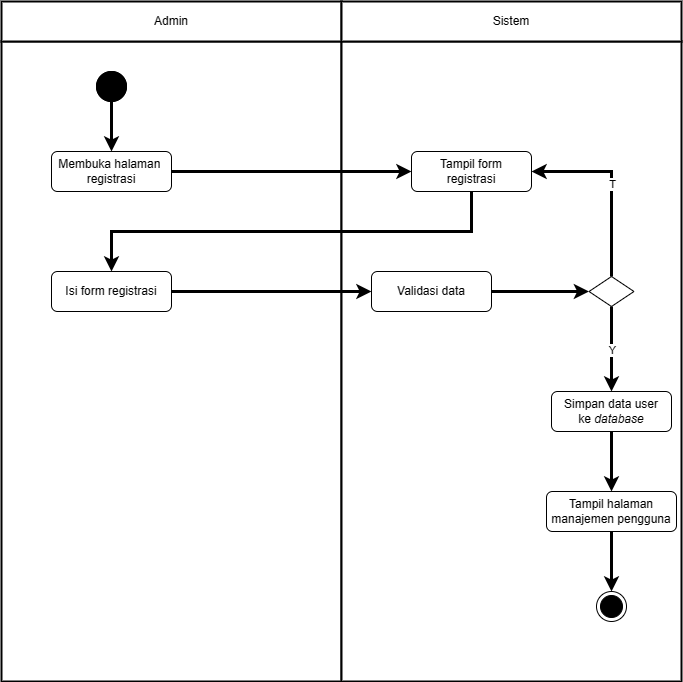 Admin
Sistem
Membuka halaman
registrasi
Tampil form
registrasi
T
Isi form registrasi
Validasi data
Y
Simpan data user
ke database
Tampil halaman
manajemen pengguna